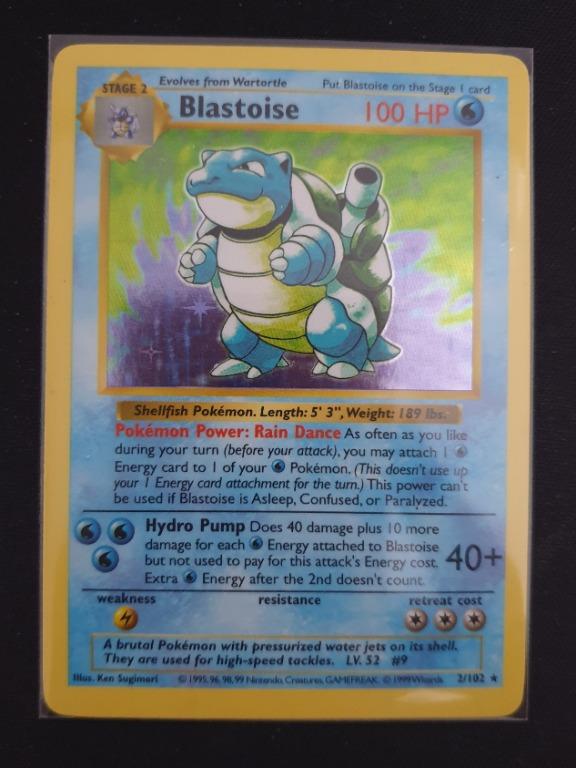 Evolves from Wartortle Put Blastoise on the Stage 1 card
STAGE 2
Blastoise 100 HP
Shellfish Pokémon. Length: 5' 3", Weight: 189 lbs.
Pokémon Power: Rain Dance As often as you like
during your turn (before your attack), you may attach 1
Energy card to 1 of your Pokémon. (This doesn't use up
your 1 Energy card attachment for the turn.) This power can't
be used if Blastoise is Asleep, Confused, or Paralyzed.
Hydro Pump Does 40 damage plus 10 more
damage for each Energy attached to Blastoise
but not used to pay for this attack's Energy cost.
Extra Energy after the 2nd doesn't count.
40+
weakness resistance retreat cost
A brutal Pokémon with pressurized water jets on its shell.
They are used for high-speed tackles. LV. 52 #9
Illus. Ken Sugimori © 1995, 96, 98, 99 Nintendo, Creatures, GAMEFREAK. © 1999 Wizards 2/102 ★